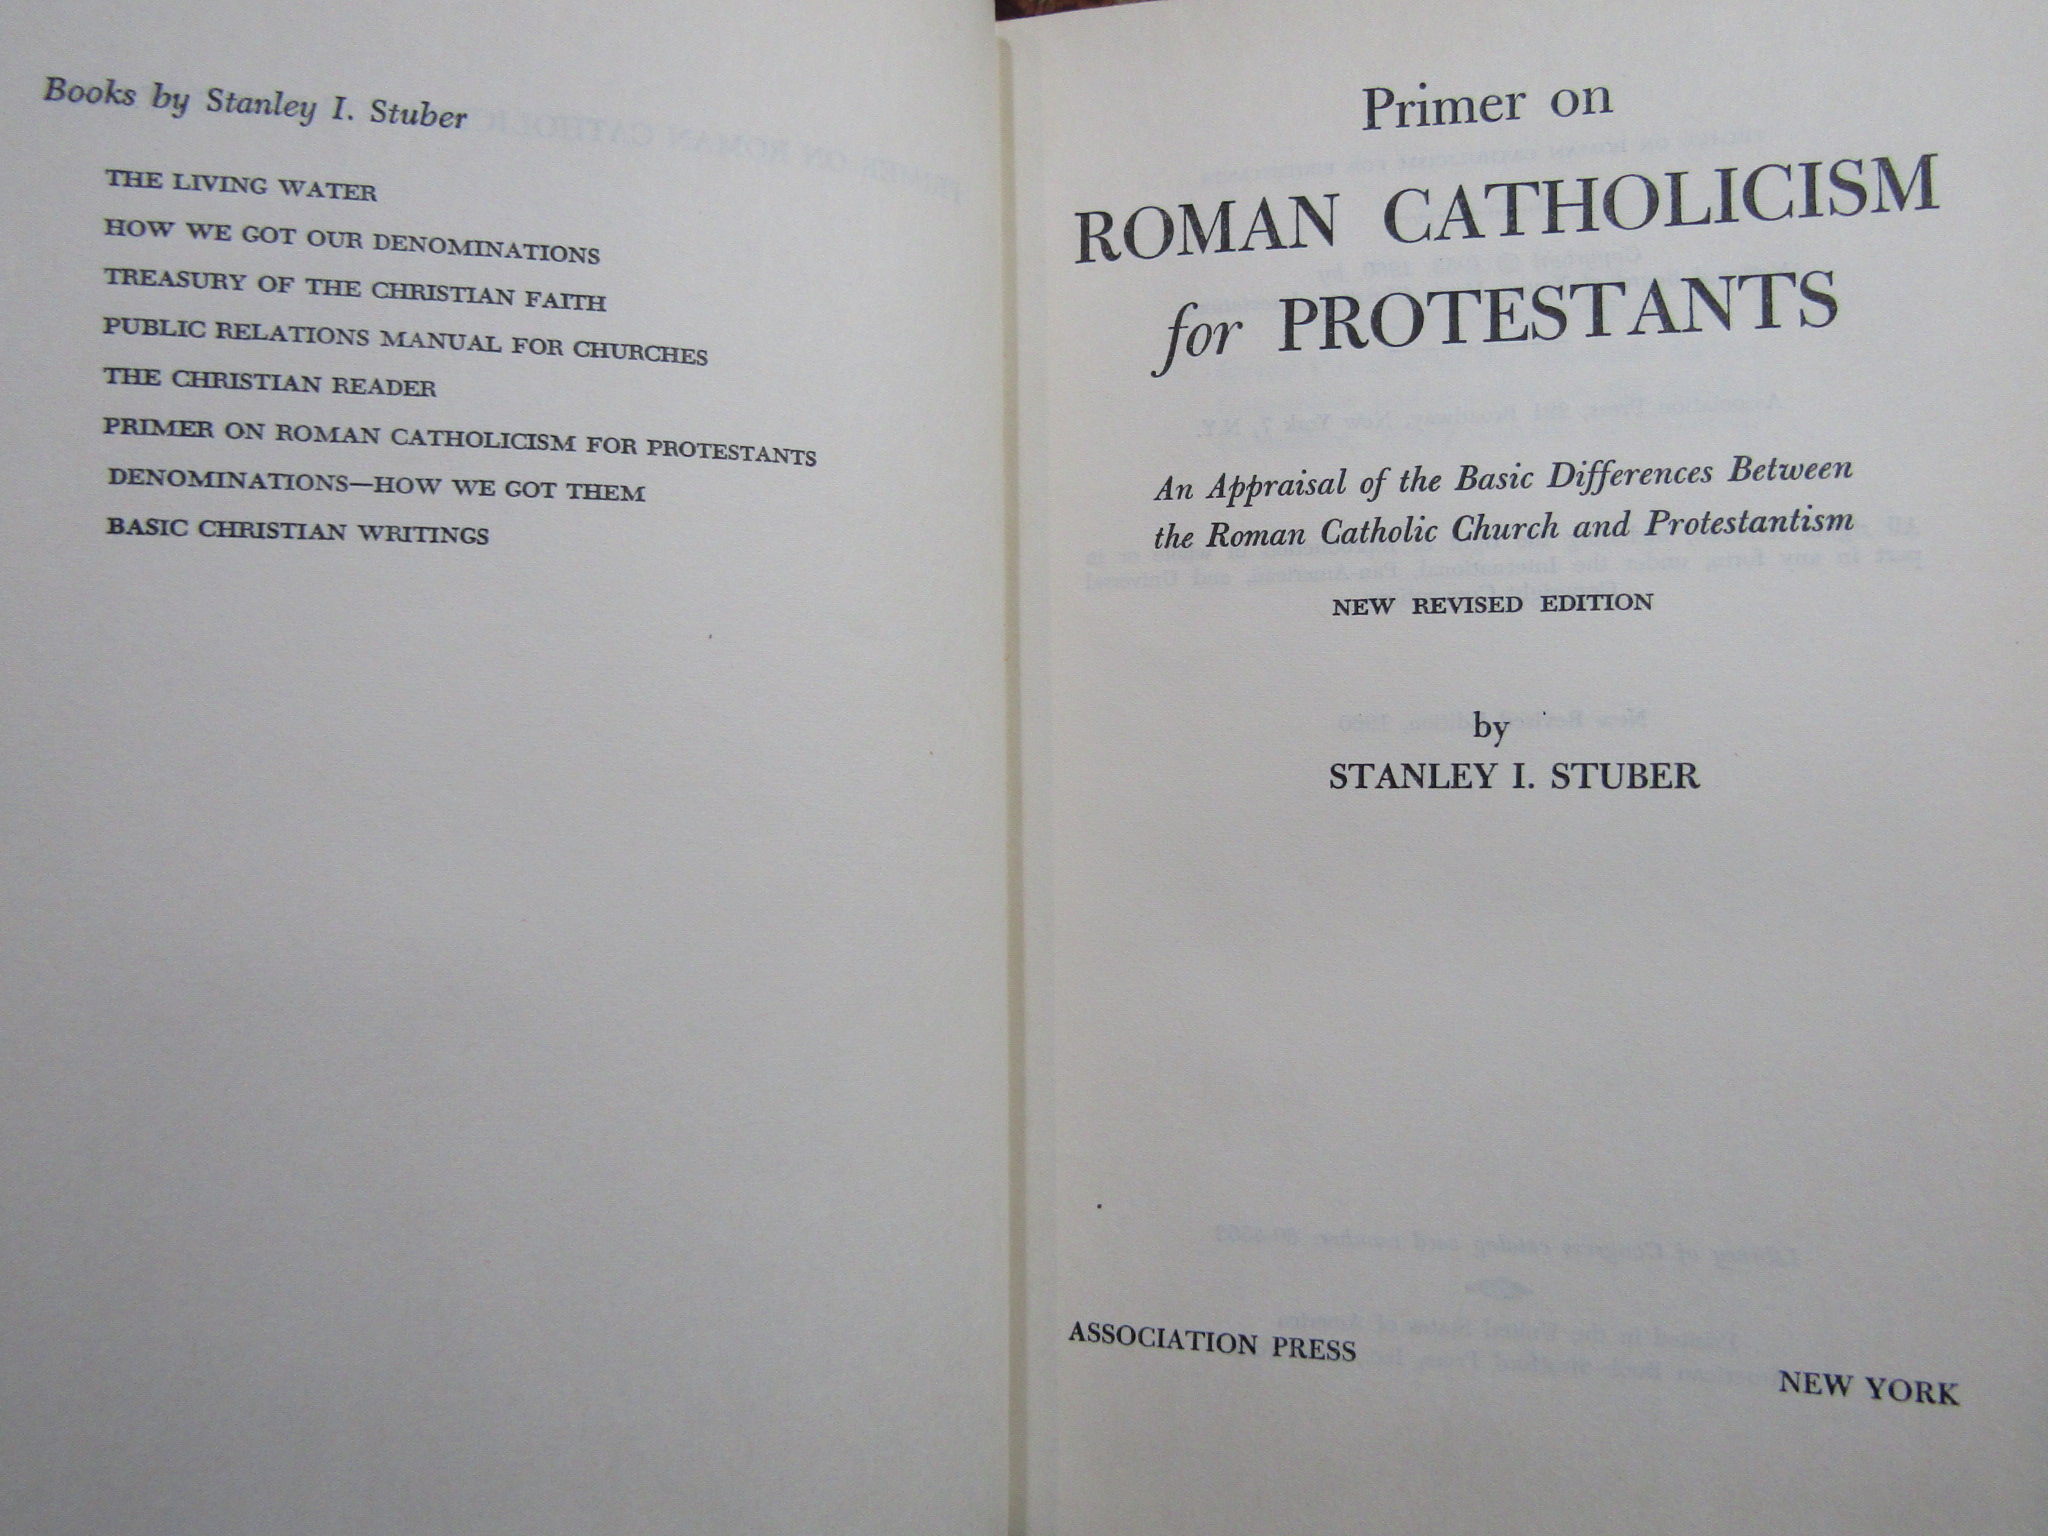 Books by Stanley I. Stuber
THE LIVING WATER
HOW WE GOT OUR DENOMINATIONS
TREASURY OF THE CHRISTIAN FAITH
PUBLIC RELATIONS MANUAL FOR CHURCHES
THE CHRISTIAN READER
PRIMER ON ROMAN CATHOLICISM FOR PROTESTANTS
DENOMINATIONS—HOW WE GOT THEM
BASIC CHRISTIAN WRITINGS
Primer on
ROMAN CATHOLICISM
for PROTESTANTS
An Appraisal of the Basic Differences Between
the Roman Catholic Church and Protestantism
NEW REVISED EDITION
by
STANLEY I. STUBER
ASSOCIATION PRESS
NEW YORK